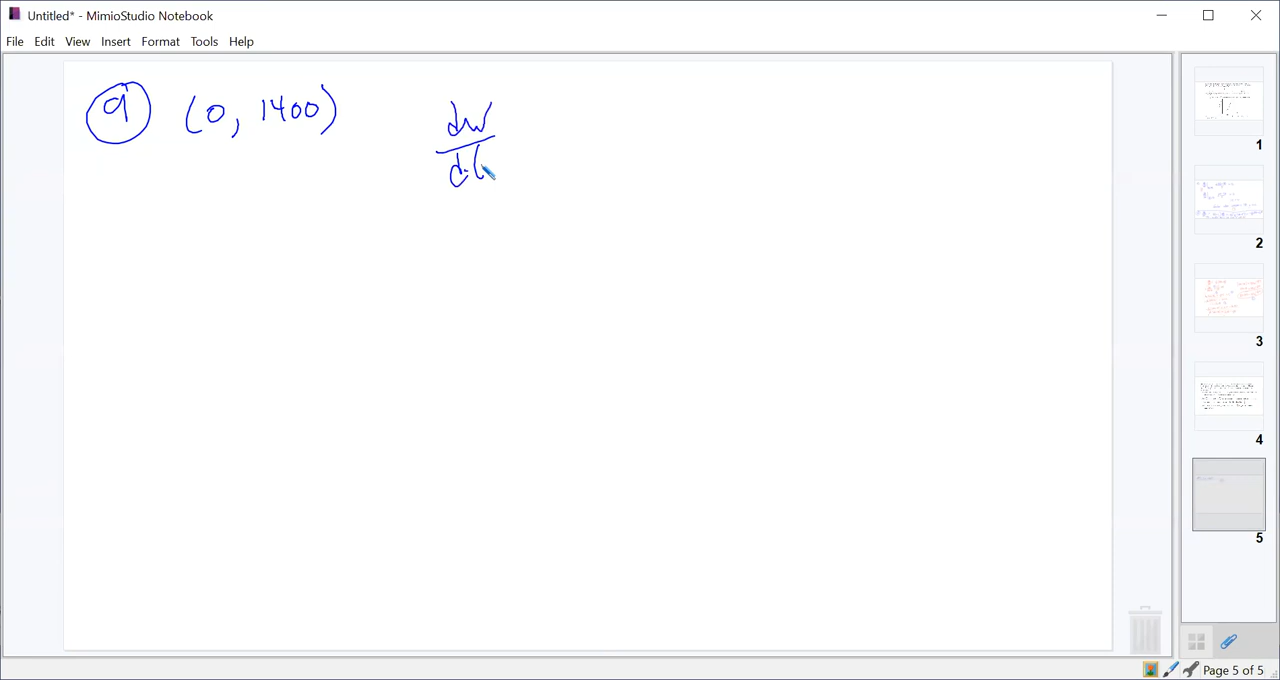 Untitled* - MimioStudio Notebook
File Edit View Insert Format Tools Help
a (0, 1400) dW
d
1
2
3
4
5
Page 5 of 5